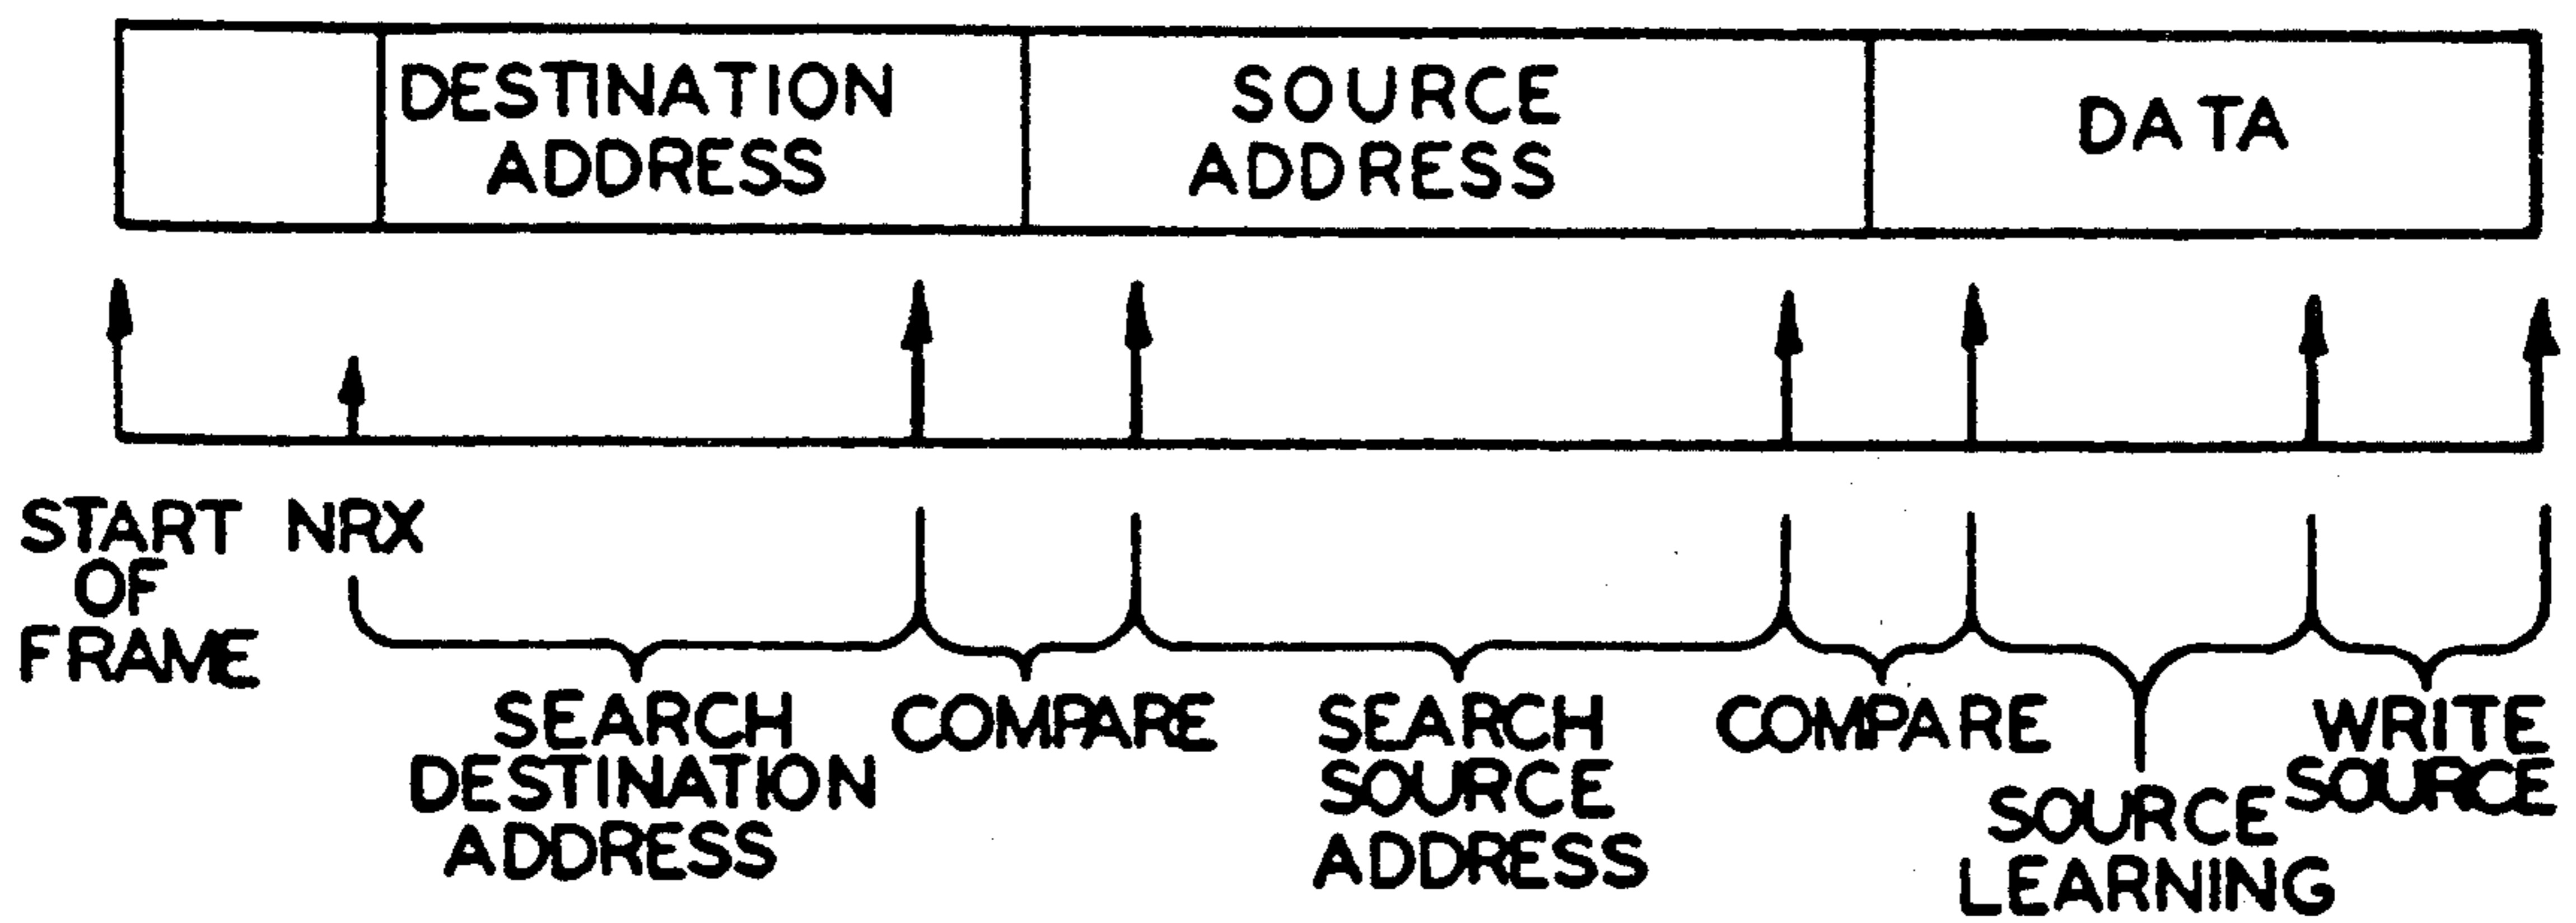 DESTINATION
ADDRESS
SOURCE
ADDRESS
DATA
START
OF
FRAME
NRX
SEARCH
DESTINATION
ADDRESS
COMPARE
SEARCH
SOURCE
ADDRESS
COMPARE
SOURCE
LEARNING
WRITE
SOURCE